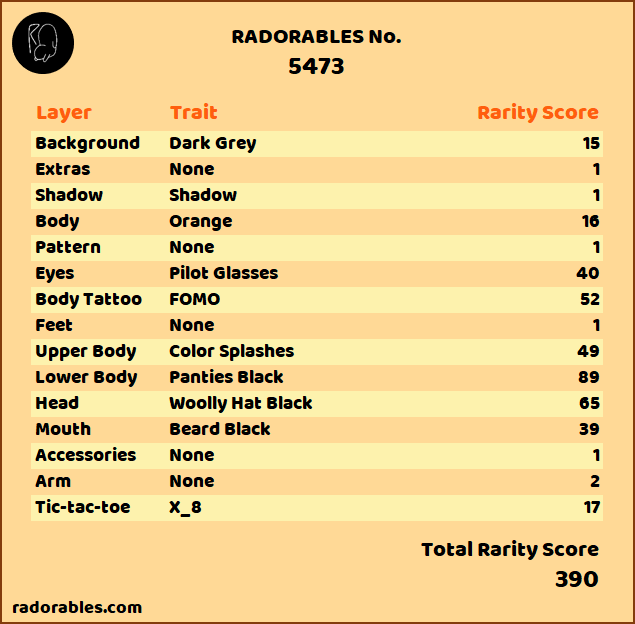 RADORABLES No.
5473
Layer Trait Rarity Score
Background Dark Grey 15
Extras None 1
Shadow Shadow 1
Body Orange 16
Pattern None 1
Eyes Pilot Glasses 40
Body Tattoo FOMO 52
Feet None 1
Upper Body Color Splashes 49
Lower Body Panties Black 89
Head Woolly Hat Black 65
Mouth Beard Black 39
Accessories None 1
Arm None 2
Tic-tac-toe X_8 17
Total Rarity Score
390
radorables.com